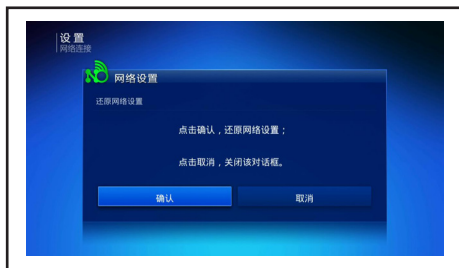 设置
网络连接
NO
网络设置
还原网络设置
点击确认，还原网络设置；
点击取消，关闭该对话框。
确认
取消